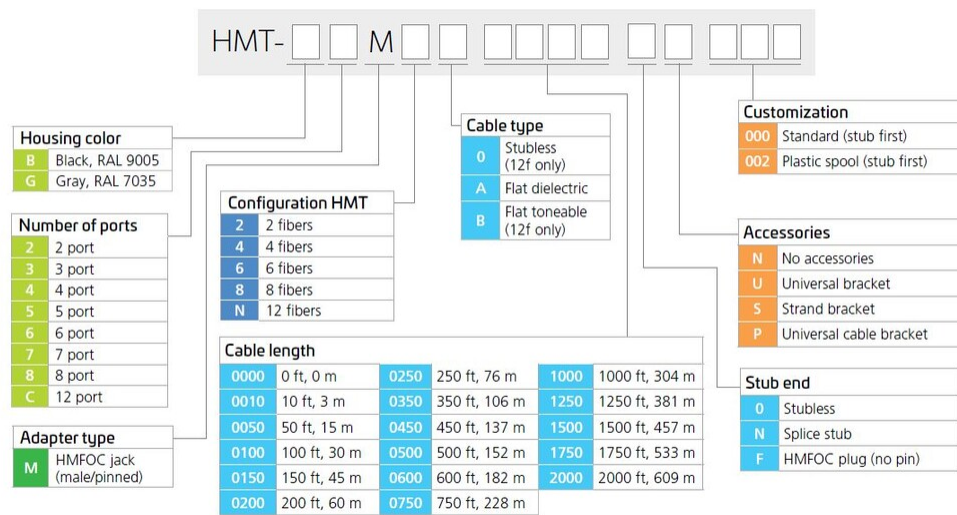 HMT- M
Housing color
B Black, RAL 9005
G Gray, RAL 7035
Number of ports
2 2 port
3 3 port
4 4 port
5 5 port
6 6 port
7 7 port
8 8 port
C 12 port
Adapter type
M HMFOC jack
(male/pinned)
Configuration HMT
2 2 fibers
4 4 fibers
6 6 fibers
8 8 fibers
N 12 fibers
Cable type
0 Stubless
(12f only)
A Flat dielectric
B Flat toneable
(12f only)
Cable length
0000 0 ft, 0 m 0250 250 ft, 76 m 1000 1000 ft, 304 m
0010 10 ft, 3 m 0350 350 ft, 106 m 1250 1250 ft, 381 m
0050 50 ft, 15 m 0450 450 ft, 137 m 1500 1500 ft, 457 m
0100 100 ft, 30 m 0500 500 ft, 152 m 1750 1750 ft, 533 m
0150 150 ft, 45 m 0600 600 ft, 182 m 2000 2000 ft, 609 m
0200 200 ft, 60 m 0750 750 ft, 228 m
Customization
000 Standard (stub first)
002 Plastic spool (stub first)
Accessories
N No accessories
U Universal bracket
S Strand bracket
P Universal cable bracket
Stub end
0 Stubless
N Splice stub
F HMFOC plug (no pin)